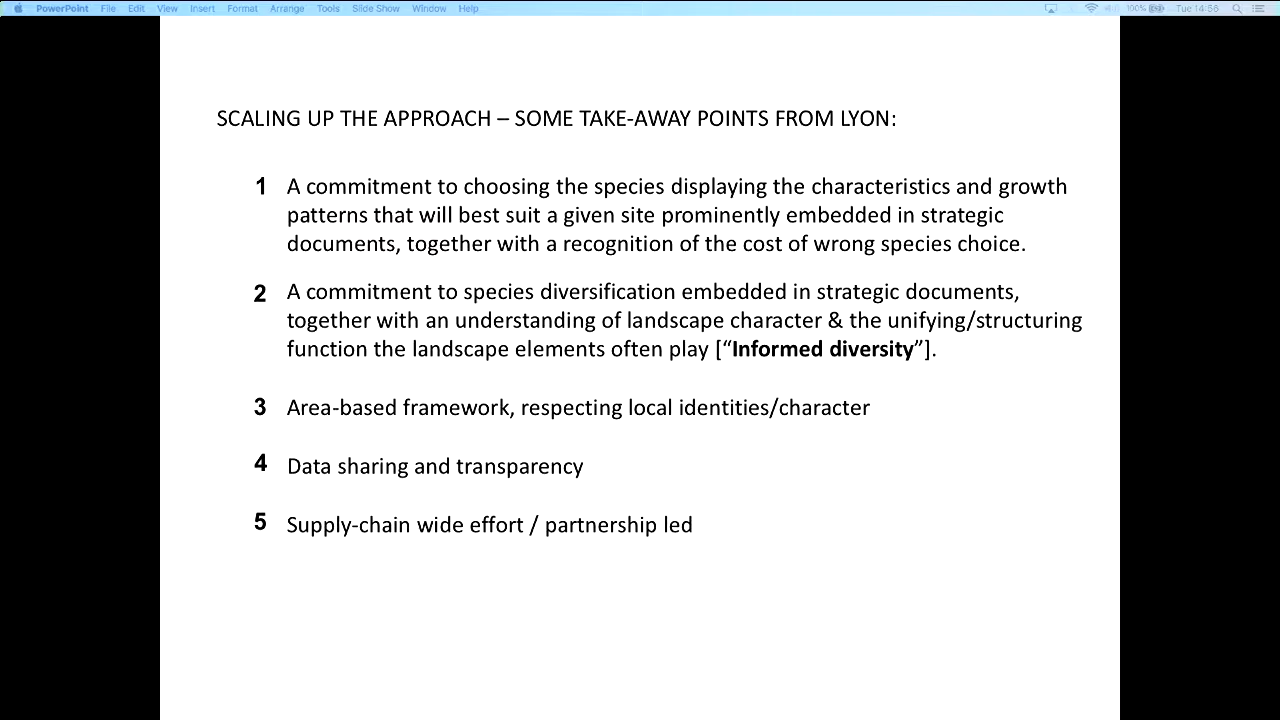 PowerPoint File Edit View Insert Format Arrange Tools Slide Show Window Help 100% Tue 14:56
SCALING UP THE APPROACH – SOME TAKE-AWAY POINTS FROM LYON:
1 A commitment to choosing the species displaying the characteristics and growth
patterns that will best suit a given site prominently embedded in strategic
documents, together with a recognition of the cost of wrong species choice.
2 A commitment to species diversification embedded in strategic documents,
together with an understanding of landscape character & the unifying/structuring
function the landscape elements often play [“Informed diversity”].
3 Area-based framework, respecting local identities/character
4 Data sharing and transparency
5 Supply-chain wide effort / partnership led